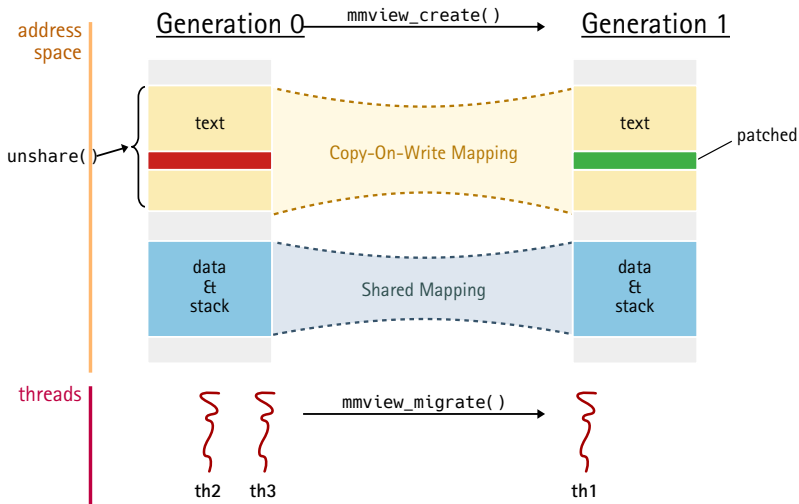 Generation 0
mmview_create()
Generation 1
address
space
text
text
patched
unshare()
Copy-On-Write Mapping
data
&
stack
Shared Mapping
data
&
stack
threads
mmview_migrate()
th2
th3
th1